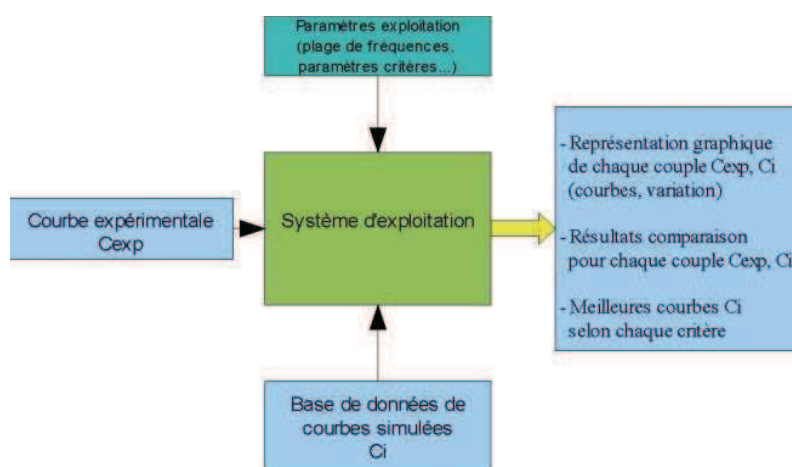 Paramètres exploitation
(plage de fréquences,
paramètres critères...)
Courbe expérimentale
Cexp
Système d'exploitation
- Représentation graphique
de chaque couple Cexp, Ci
(courbes, variation)
- Résultats comparaison
pour chaque couple Cexp, Ci
- Meilleures courbes Ci
selon chaque critère
Base de données de
courbes simulées
Ci